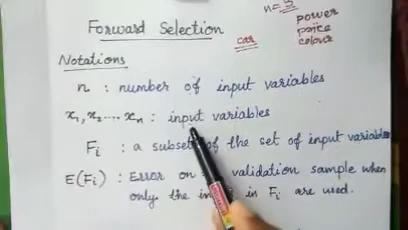 n = 3
power
price
colour
car
Forward Selection
Notations
n : number of input variables
x₁, x₂ .... xₙ : input variables
Fᵢ : a subset of the set of input variables
E(Fᵢ) : Error on validation sample when
only the in in Fᵢ are used.